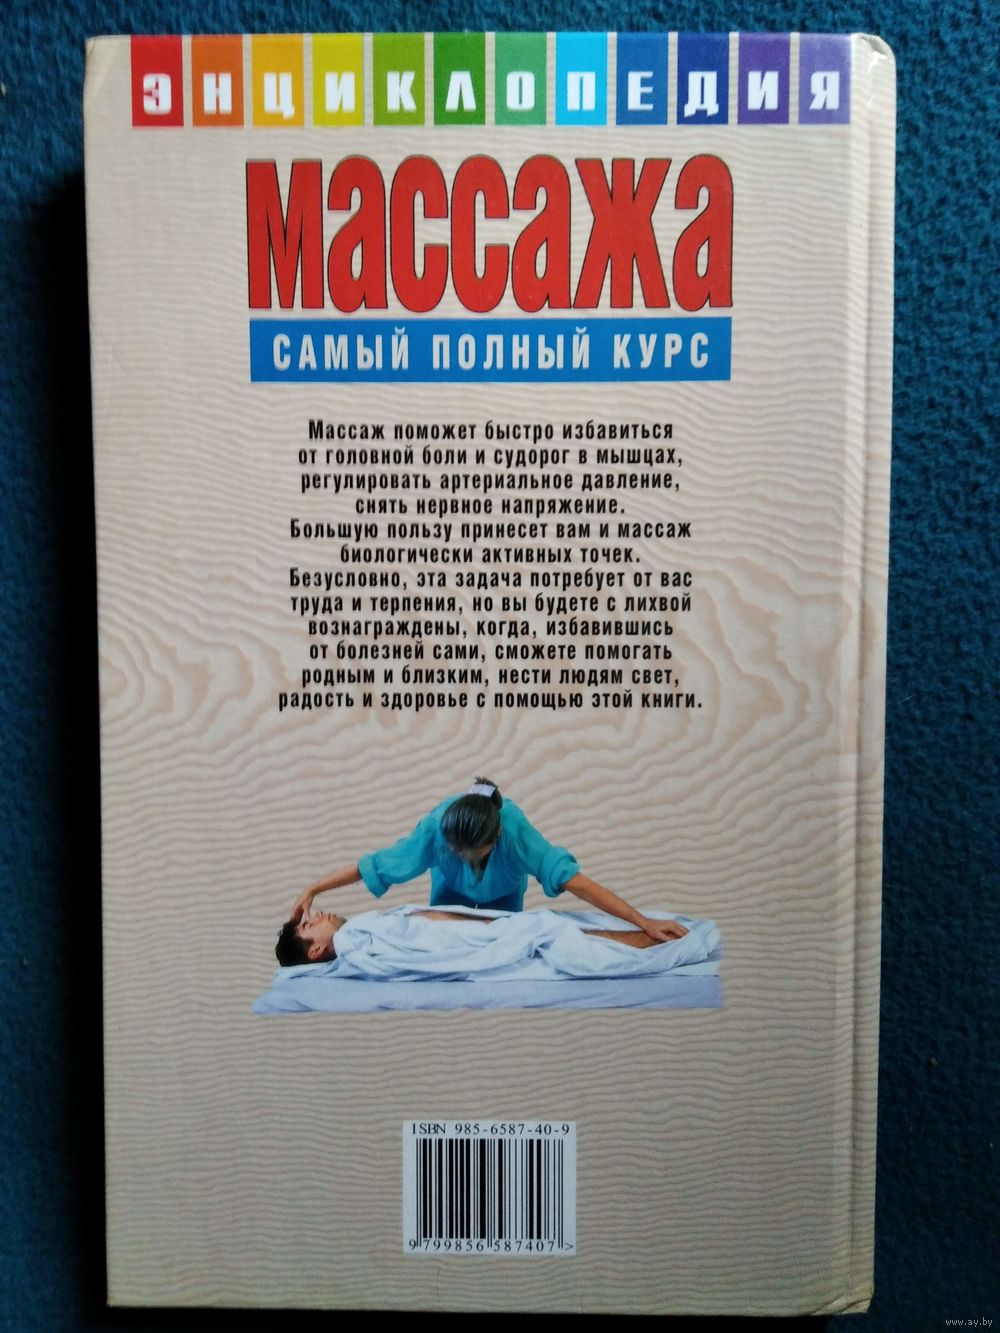 ЭНЦИКЛОПЕДИЯ
МАССАЖА
САМЫЙ ПОЛНЫЙ КУРС
Массаж поможет быстро избавиться
от головной боли и судорог в мышцах,
регулировать артериальное давление,
снять нервное напряжение.
Большую пользу принесет вам и массаж
биологически активных точек.
Безусловно, эта задача потребует от вас
труда и терпения, но вы будете с лихвой
вознаграждены, когда, избавившись
от болезней сами, сможете помогать
родным и близким, нести людям свет,
радость и здоровье с помощью этой книги.
ISBN 985-6587-40-9
9 799856 587407 >
www.ay.by